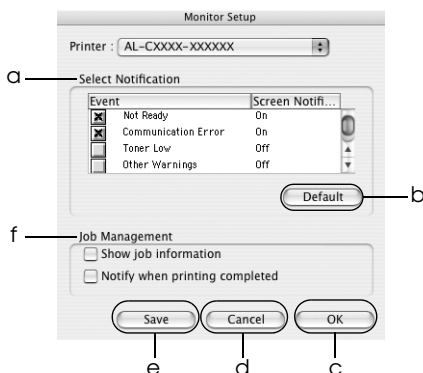 Monitor Setup
Printer : AL-CXXXX-XXXXXX
a
Select Notification
Event Screen Notifi...
Not Ready On
Communication Error On
Toner Low Off
Other Warnings Off
Default
b
f
Job Management
Show job information
Notify when printing completed
Save Cancel OK
e d c